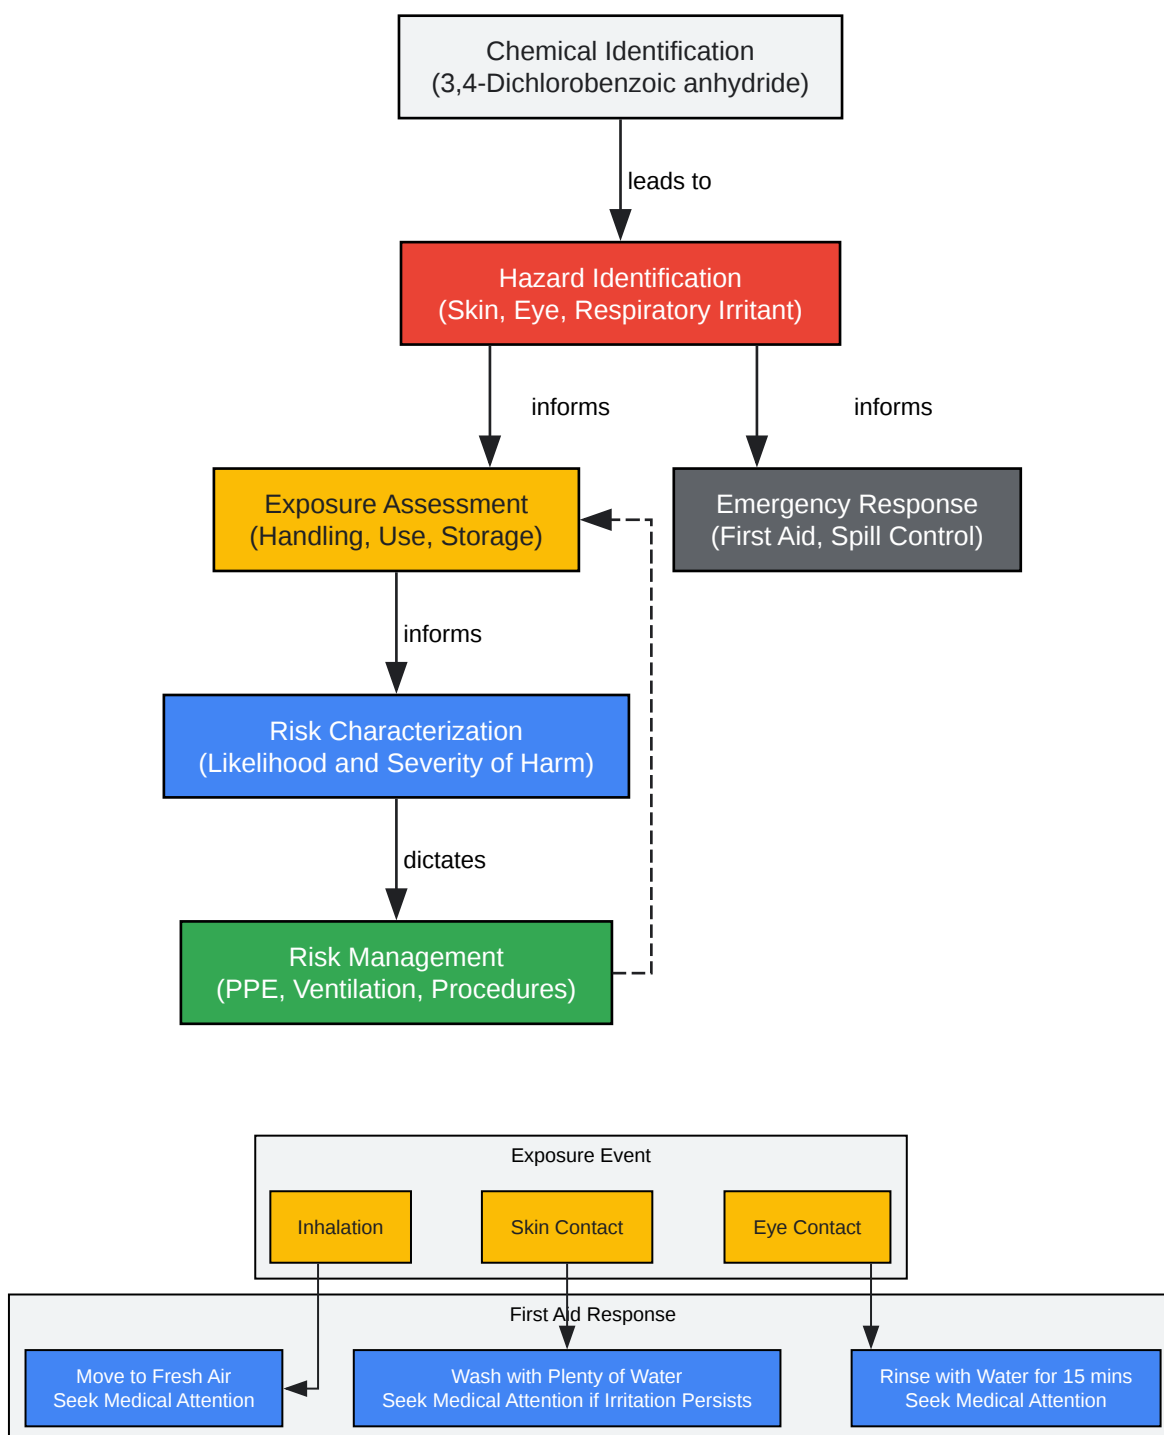 Chemical Identification
(3,4-Dichlorobenzoic anhydride)
leads to
Hazard Identification
(Skin, Eye, Respiratory Irritant)
informs
informs
Exposure Assessment
(Handling, Use, Storage)
Emergency Response
(First Aid, Spill Control)
informs
Risk Characterization
(Likelihood and Severity of Harm)
dictates
Risk Management
(PPE, Ventilation, Procedures)
Exposure Event
Inhalation
Skin Contact
Eye Contact
First Aid Response
Move to Fresh Air
Seek Medical Attention
Wash with Plenty of Water
Seek Medical Attention if Irritation Persists
Rinse with Water for 15 mins
Seek Medical Attention